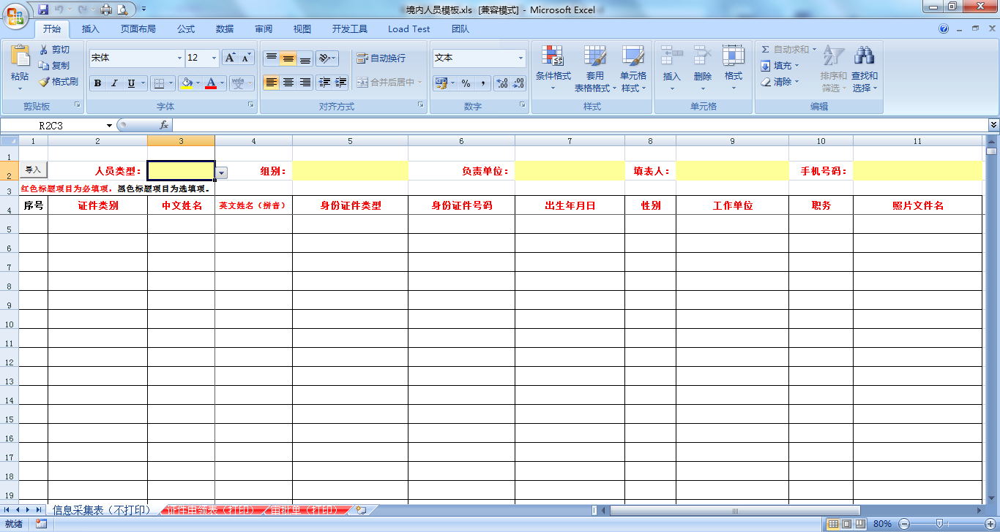 境内人员模板.xls [兼容模式] - Microsoft Excel
开始 插入 页面布局 公式 数据 审阅 视图 开发工具 Load Test 团队
粘贴 剪切 复制 格式刷 剪贴板
宋体 12 A A
B I U A wén 文 字体
自动换行 合并后居中 对齐方式
文本 % , .0 .00 .00 .0 数字
条件格式 套用 表格格式 单元格 样式 样式
插入 删除 格式 单元格
Σ 自动求和 填充 清除 排序和 筛选 查找和 选择 编辑
R2C3 fx
1 2 3 4 5 6 7 8 9 10 11
1
2 导入 人员类型： 组别： 负责单位： 填表人： 手机号码：
3 红色标题项目为必填项，黑色标题项目为选填项。
4 序号 证件类别 中文姓名 英文姓名（拼音） 身份证件类型 身份证件号码 出生年月日 性别 工作单位 职务 照片文件名
5
6
7
8
9
10
11
12
13
14
15
16
17
18
19
信息采集表（不打印） 证件申领表（打印） 审批单（打印）
就绪 80%